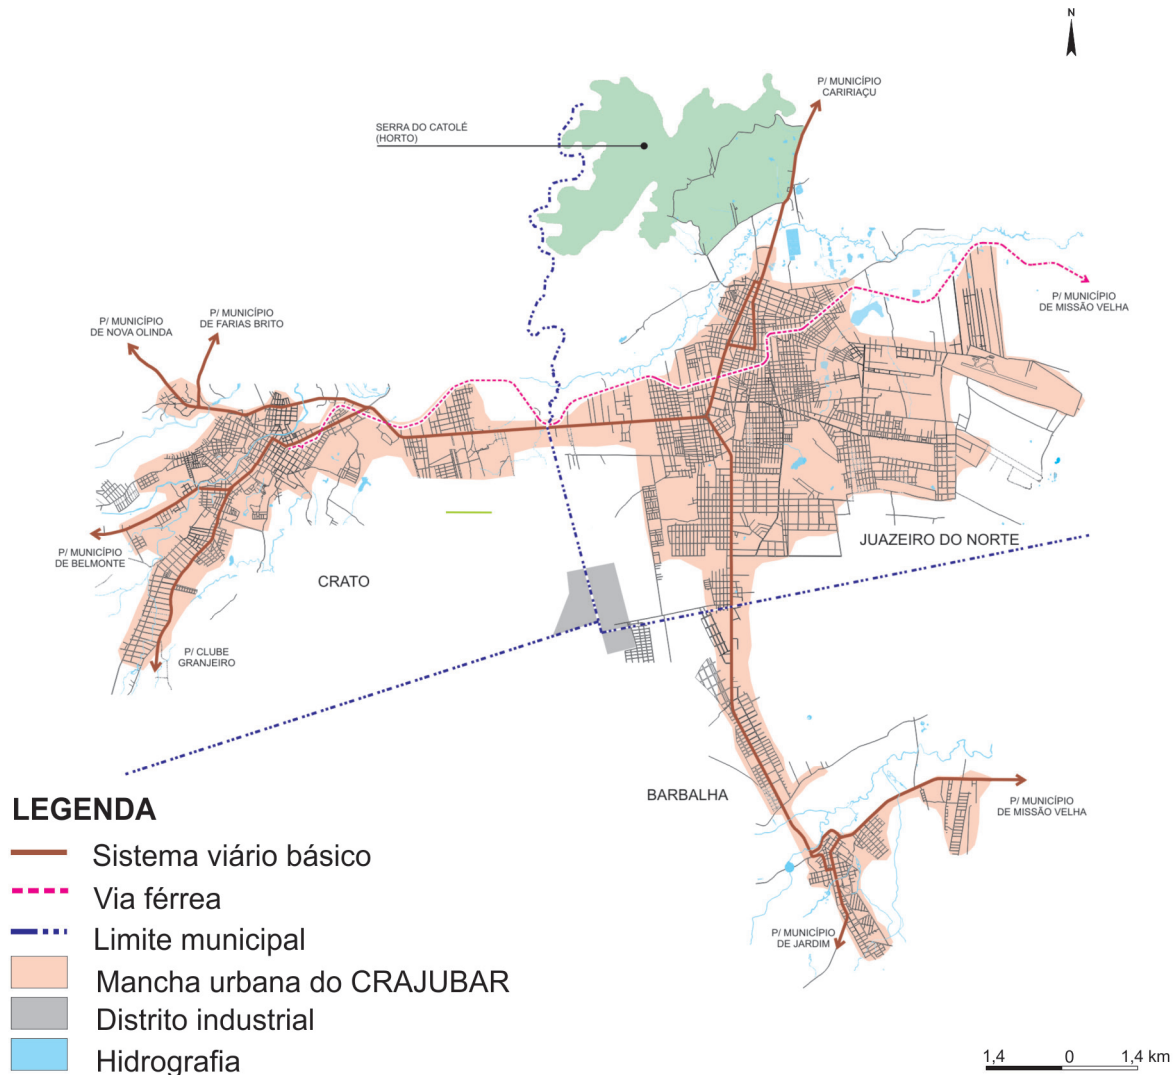 N
P/ MUNICÍPIO
CARIRIAÇU
SERRA DO CATOLÉ
(HORTO)
P/ MUNICÍPIO
DE NOVA OLINDA
P/ MUNICÍPIO
DE FARIAS BRITO
P/ MUNICÍPIO
DE MISSÃO VELHA
P/ MUNICÍPIO
DE BELMONTE
CRATO
JUAZEIRO DO NORTE
P/ CLUBE
GRANJEIRO
BARBALHA
P/ MUNICÍPIO
DE MISSÃO VELHA
P/ MUNICÍPIO
DE JARDIM
LEGENDA
Sistema viário básico
Via férrea
Limite municipal
Mancha urbana do CRAJUBAR
Distrito industrial
Hidrografia
1,4 0 1,4 km